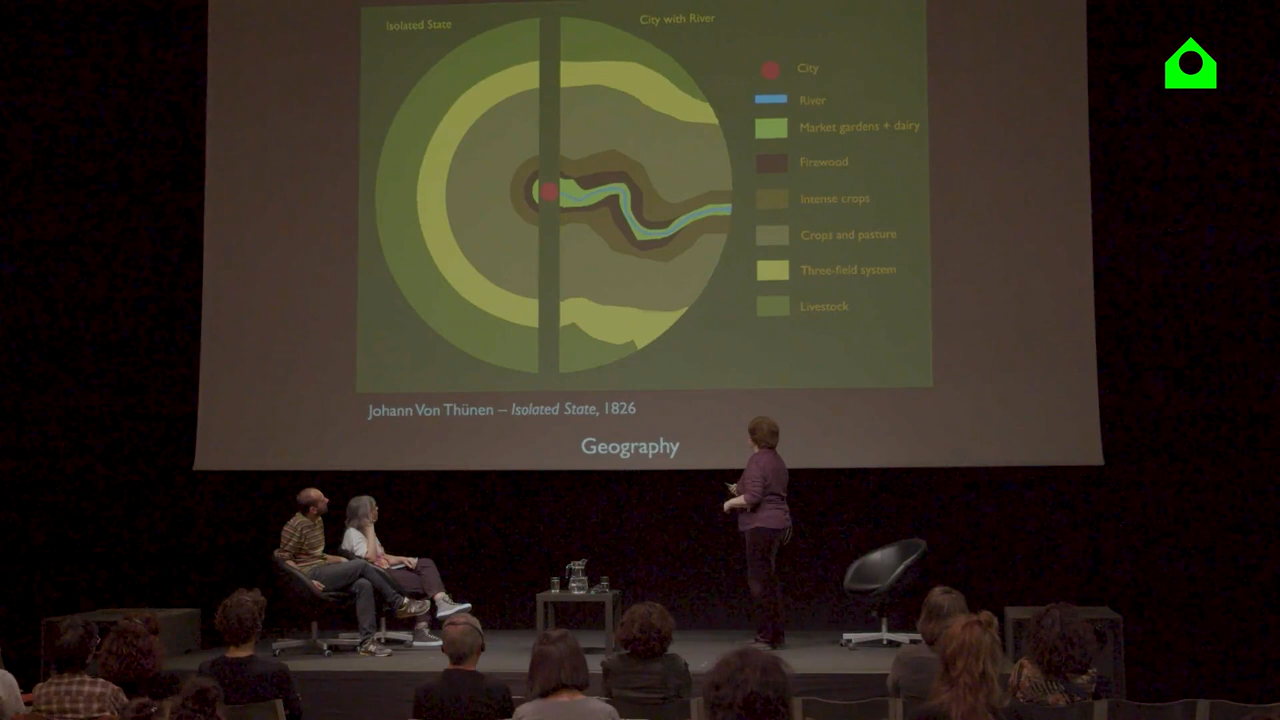 Isolated State
City with River
City
River
Market gardens + dairy
Firewood
Intense crops
Crops and pasture
Three-field system
Livestock
Johann Von Thünen – Isolated State, 1826
Geography